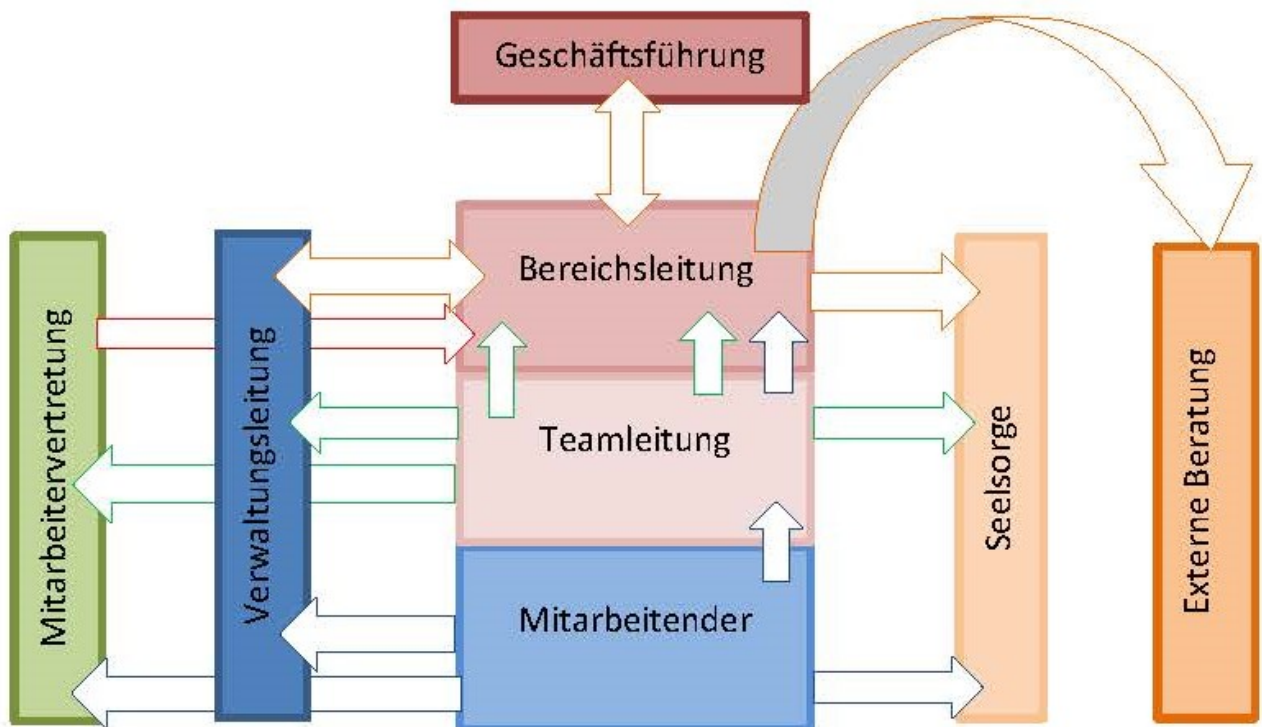 Geschäftsführung
Bereichsleitung
Teamleitung
Mitarbeitender
Mitarbeitervertretung
Verwaltungsleitung
Seelsorge
Externe Beratung